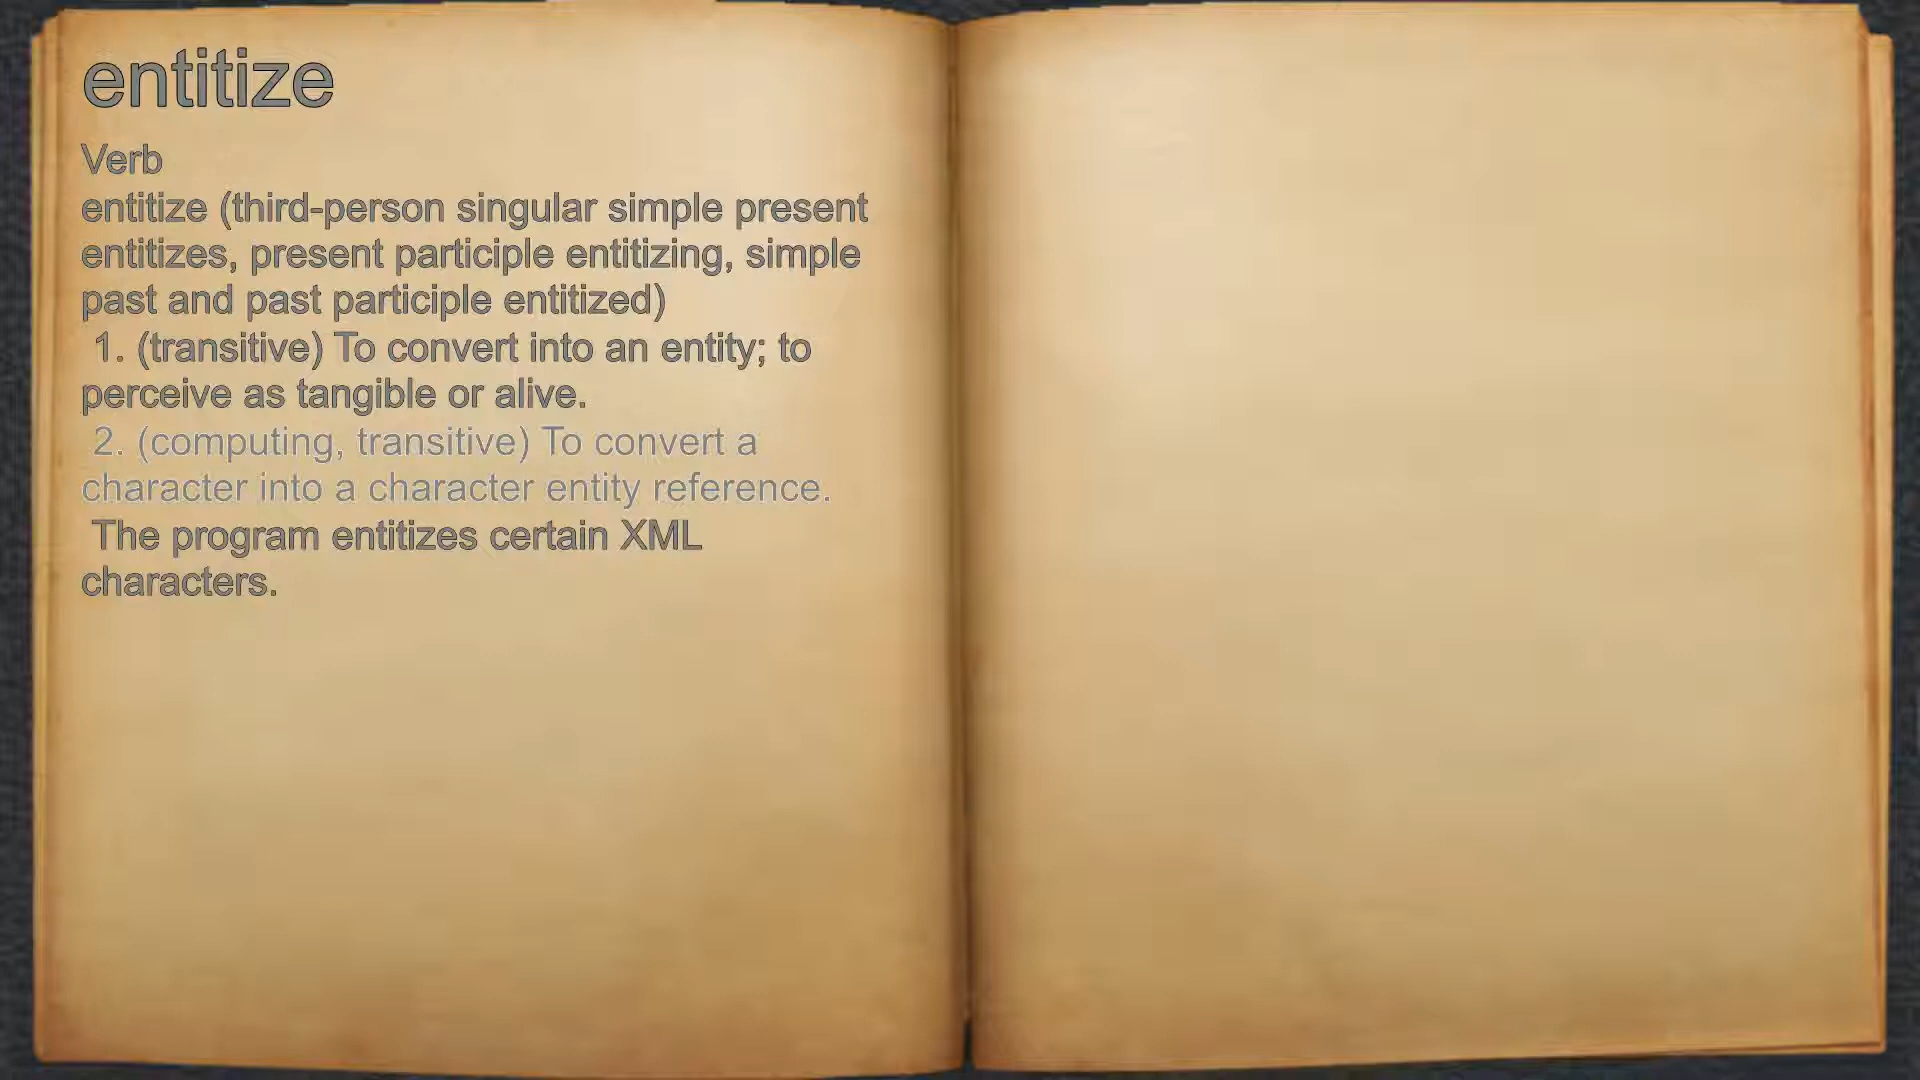 entitize
Verb
entitize (third-person singular simple present
entitizes, present participle entitizing, simple
past and past participle entitized)
1. (transitive) To convert into an entity; to
perceive as tangible or alive.
2. (computing, transitive) To convert a
character into a character entity reference.
The program entitizes certain XML
characters.